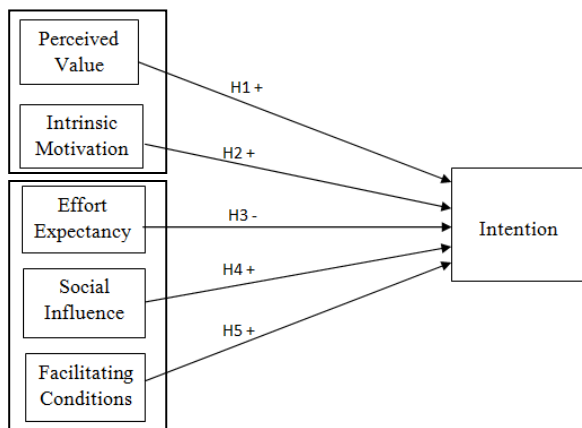 Perceived
Value
H1 +
Intrinsic
Motivation
H2 +
Effort
Expectancy
H3 -
Intention
Social
Influence
H4 +
H5 +
Facilitating
Conditions